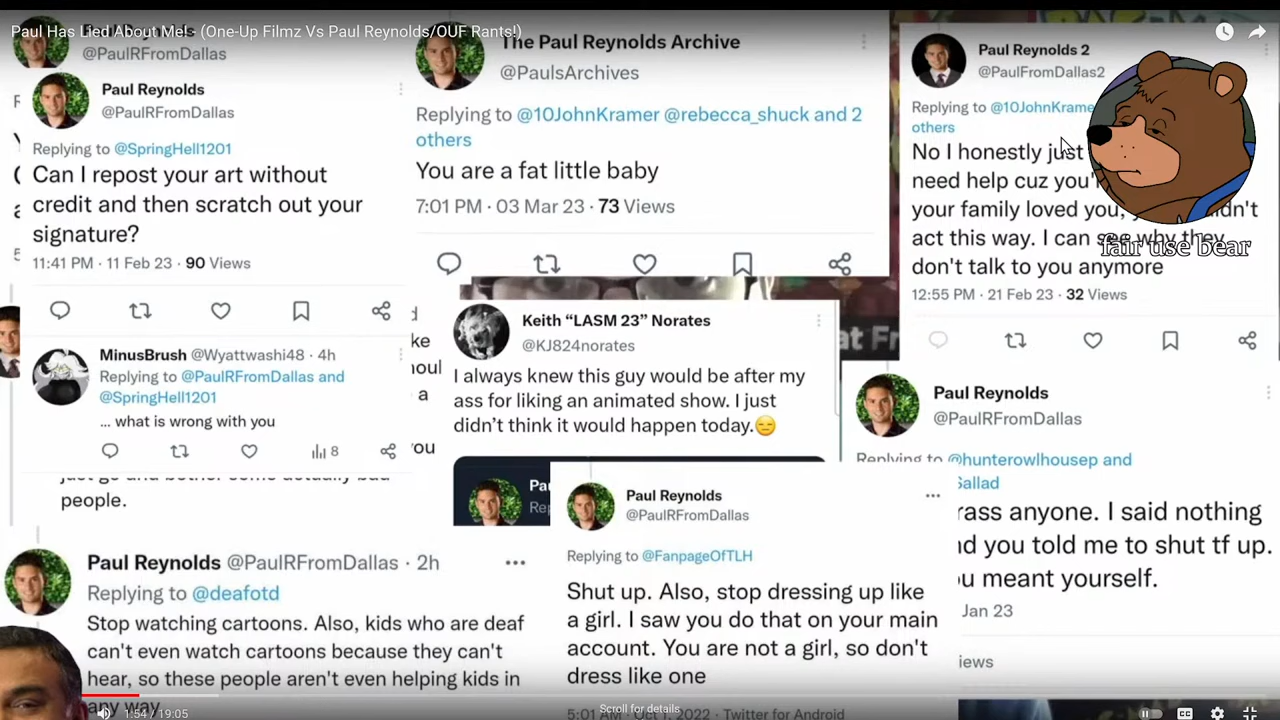 Paul Has Lied About Me! - (One-Up Filmz Vs Paul Reynolds/OUF Rants!)
@PaulRFromDallas
Paul Reynolds
@PaulRFromDallas
Replying to @SpringHell1201
Can I repost your art without
credit and then scratch out your
signature?
11:41 PM · 11 Feb 23 · 90 Views
MinusBrush @Wyattwashi48 · 4h
Replying to @PaulRFromDallas and
@SpringHell1201
... what is wrong with you
people.
Paul Reynolds @PaulRFromDallas · 2h
Replying to @deafotd
Stop watching cartoons. Also, kids who are deaf
can't even watch cartoons because they can't
hear, so these people aren't even helping kids in
any way
The Paul Reynolds Archive
@PaulsArchives
Replying to @10JohnKramer @rebecca_shuck and 2
others
You are a fat little baby
7:01 PM · 03 Mar 23 · 73 Views
Keith “LASM 23” Norates
@KJ824norates
I always knew this guy would be after my
ass for liking an animated show. I just
didn't think it would happen today.😑
Paul Reynolds
@PaulRFromDallas
Replying to @FanpageOfTLH
Shut up. Also, stop dressing up like
a girl. I saw you do that on your main
account. You are not a girl, so don't
dress like one
5:01 AM · Oct 1, 2022 · Twitter for Android
Paul Reynolds 2
@PaulFromDallas2
Replying to @10JohnKrame
others
No I honestly just
need help cuz you'
your family loved you,
act this way. I can see why they
don't talk to you anymore
12:55 PM · 21 Feb 23 · 32 Views
fair use bear
Paul Reynolds
@PaulRFromDallas
Replying to @hunterowlhousep and
Sallad
rass anyone. I said nothing
nd you told me to shut tf up.
ou meant yourself.
Jan 23
iews
8
1:54 / 19:05
Scroll for details